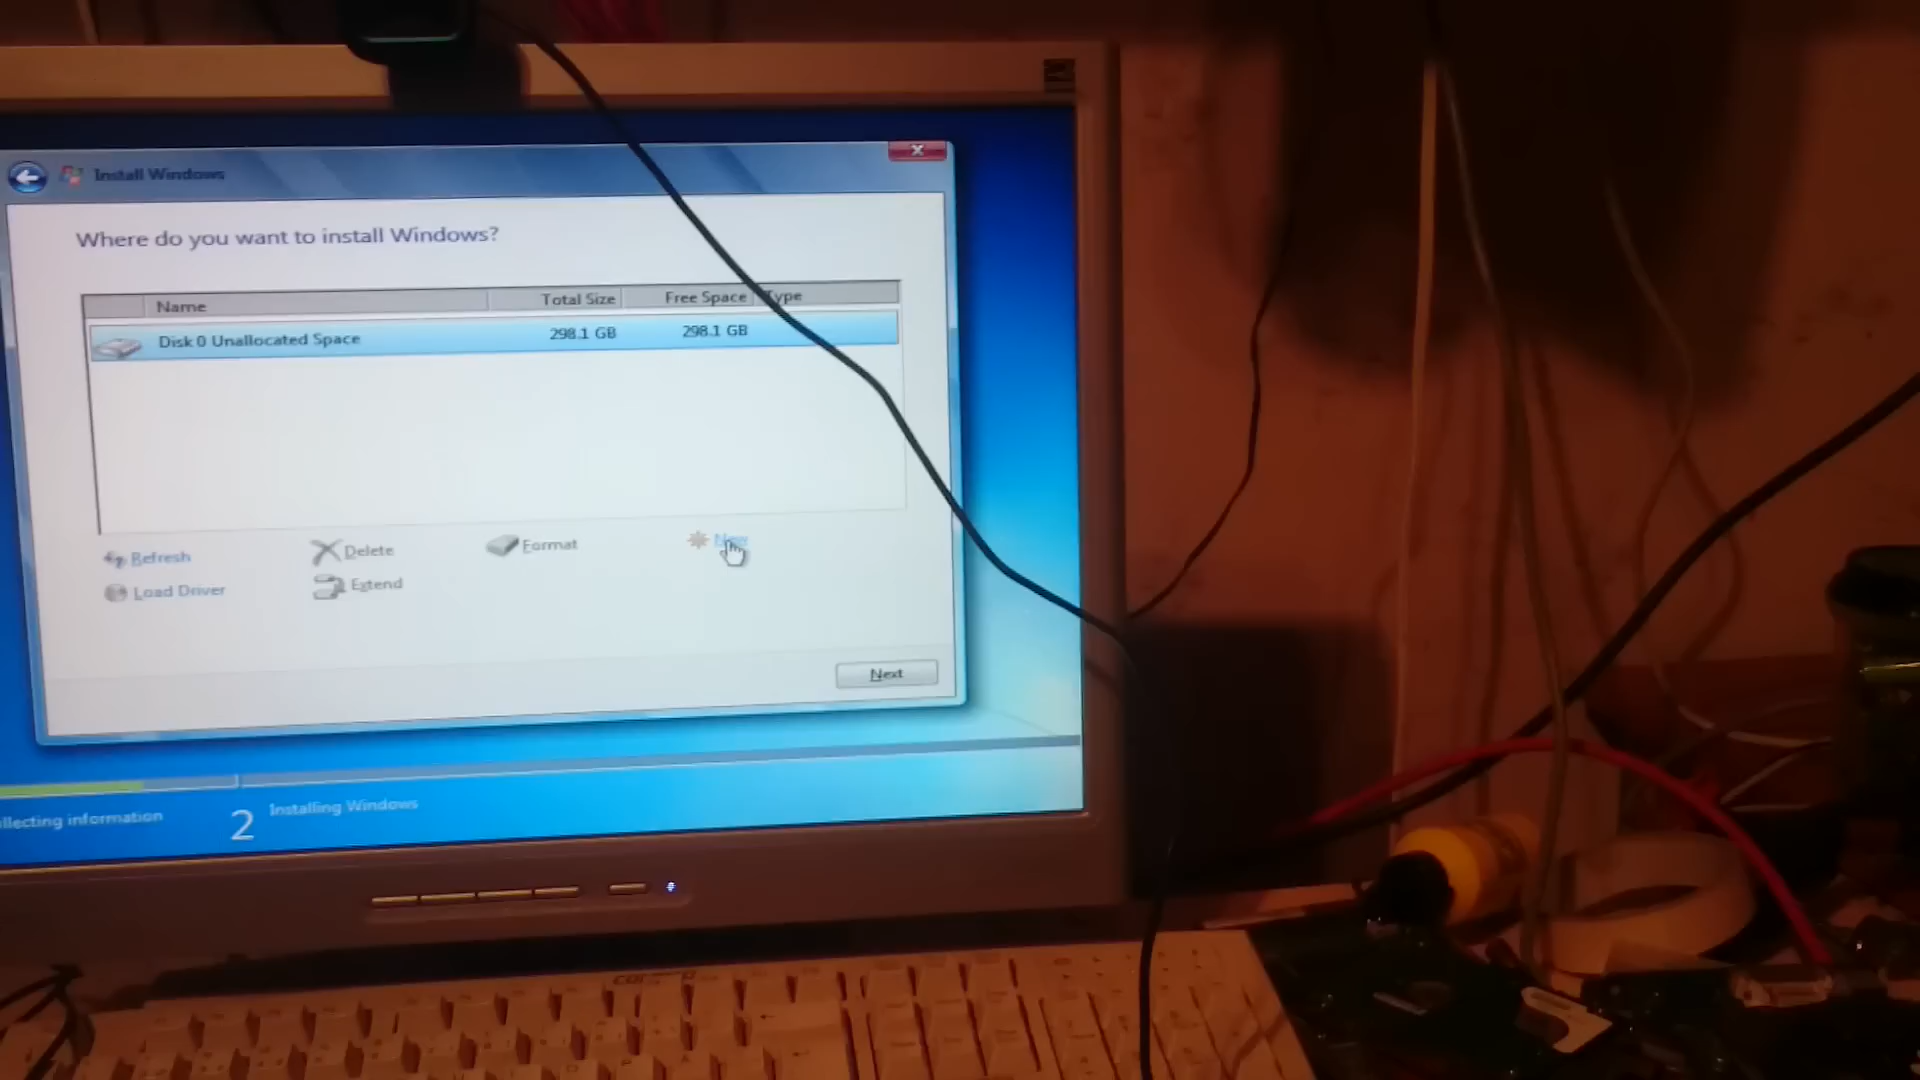 Install Windows
Where do you want to install Windows?
Name Total Size Free Space Type
Disk 0 Unallocated Space 298.1 GB 298.1 GB
Refresh Delete Format New
Load Driver Extend
Next
llecting information 2 Installing Windows